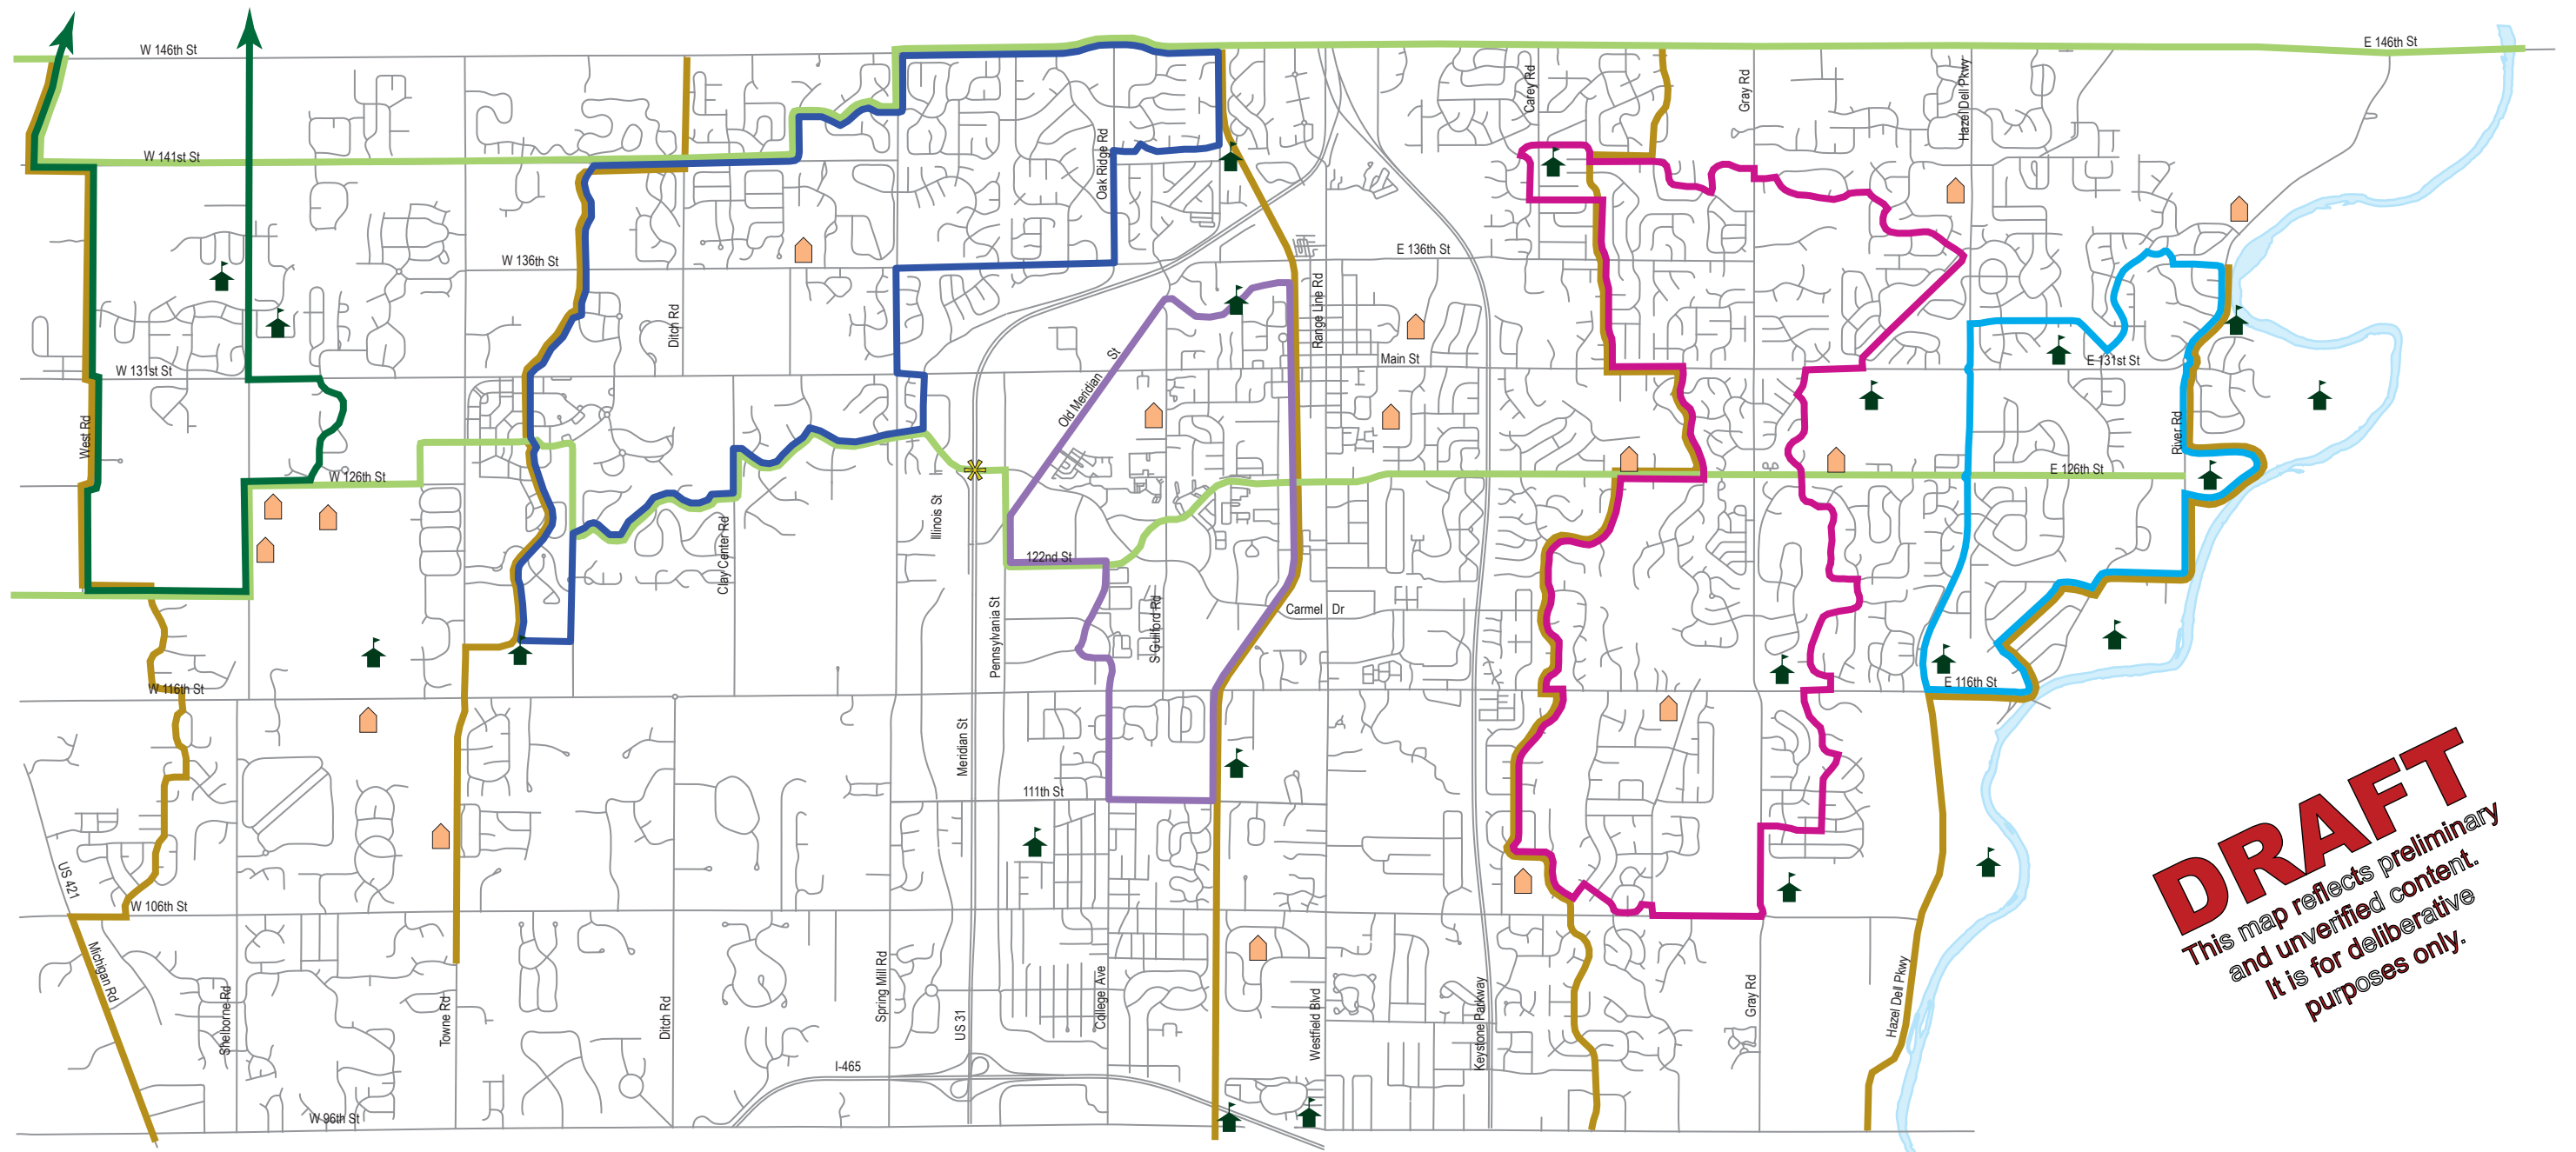 W 146th St
E 146th St
W 141st St
Carey Rd
Gray Rd
Hazel Dell Pkwy
Oak Ridge Rd
W 136th St
E 136th St
Ditch Rd
Range Line Rd
Main St
E 131st St
W 131st St
Old Meridian St
West Rd
River Rd
W 126th St
E 126th St
Illinois St
Clay Center Rd
122nd St
Pennsylvania St
S Guilford Rd
Carmel Dr
W 116th St
E 116th St
Meridian St
111th St
US 421
W 106th St
Michigan Rd
Shelborne Rd
Towne Rd
Ditch Rd
Spring Mill Rd
US 31
College Ave
Westfield Blvd
Keystone Parkway
Gray Rd
Hazel Dell Pkwy
I-465
W 96th St
DRAFT
This map reflects preliminary
and unverified content.
It is for deliberative
purposes only.